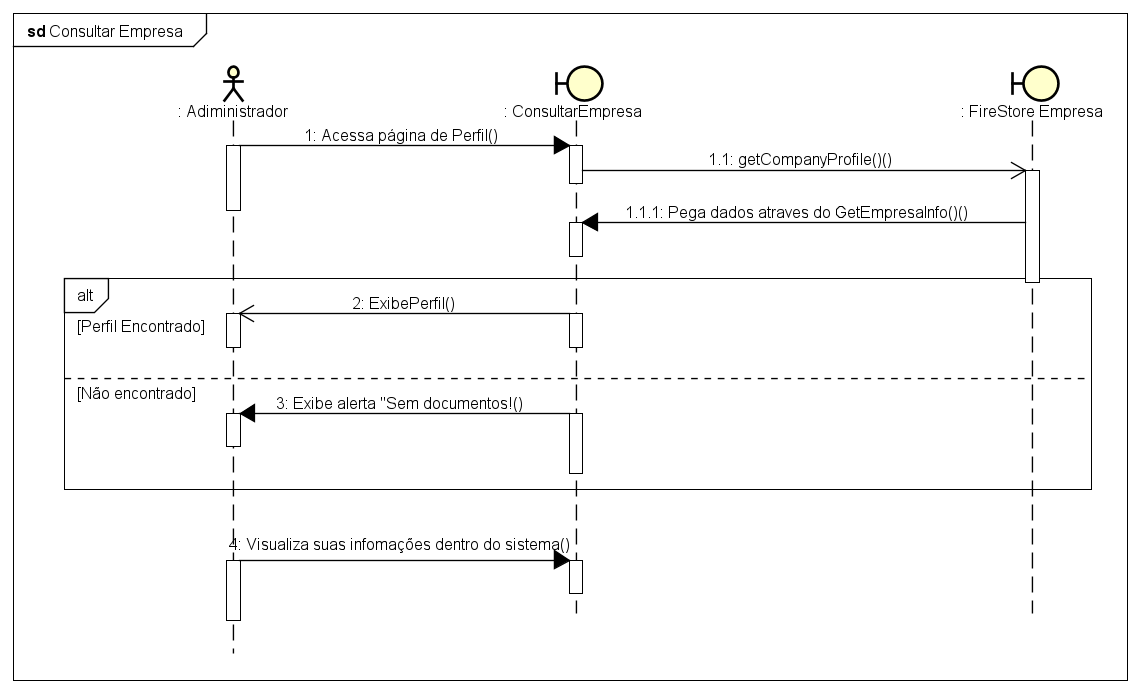 sd Consultar Empresa
: Adiministrador
: ConsultarEmpresa
: FireStore Empresa
1: Acessa página de Perfil()
1.1: getCompanyProfile()()
1.1.1: Pega dados atraves do GetEmpresaInfo()()
alt
2: ExibePerfil()
[Perfil Encontrado]
[Não encontrado]
3: Exibe alerta "Sem documentos!()
4: Visualiza suas infomações dentro do sistema()